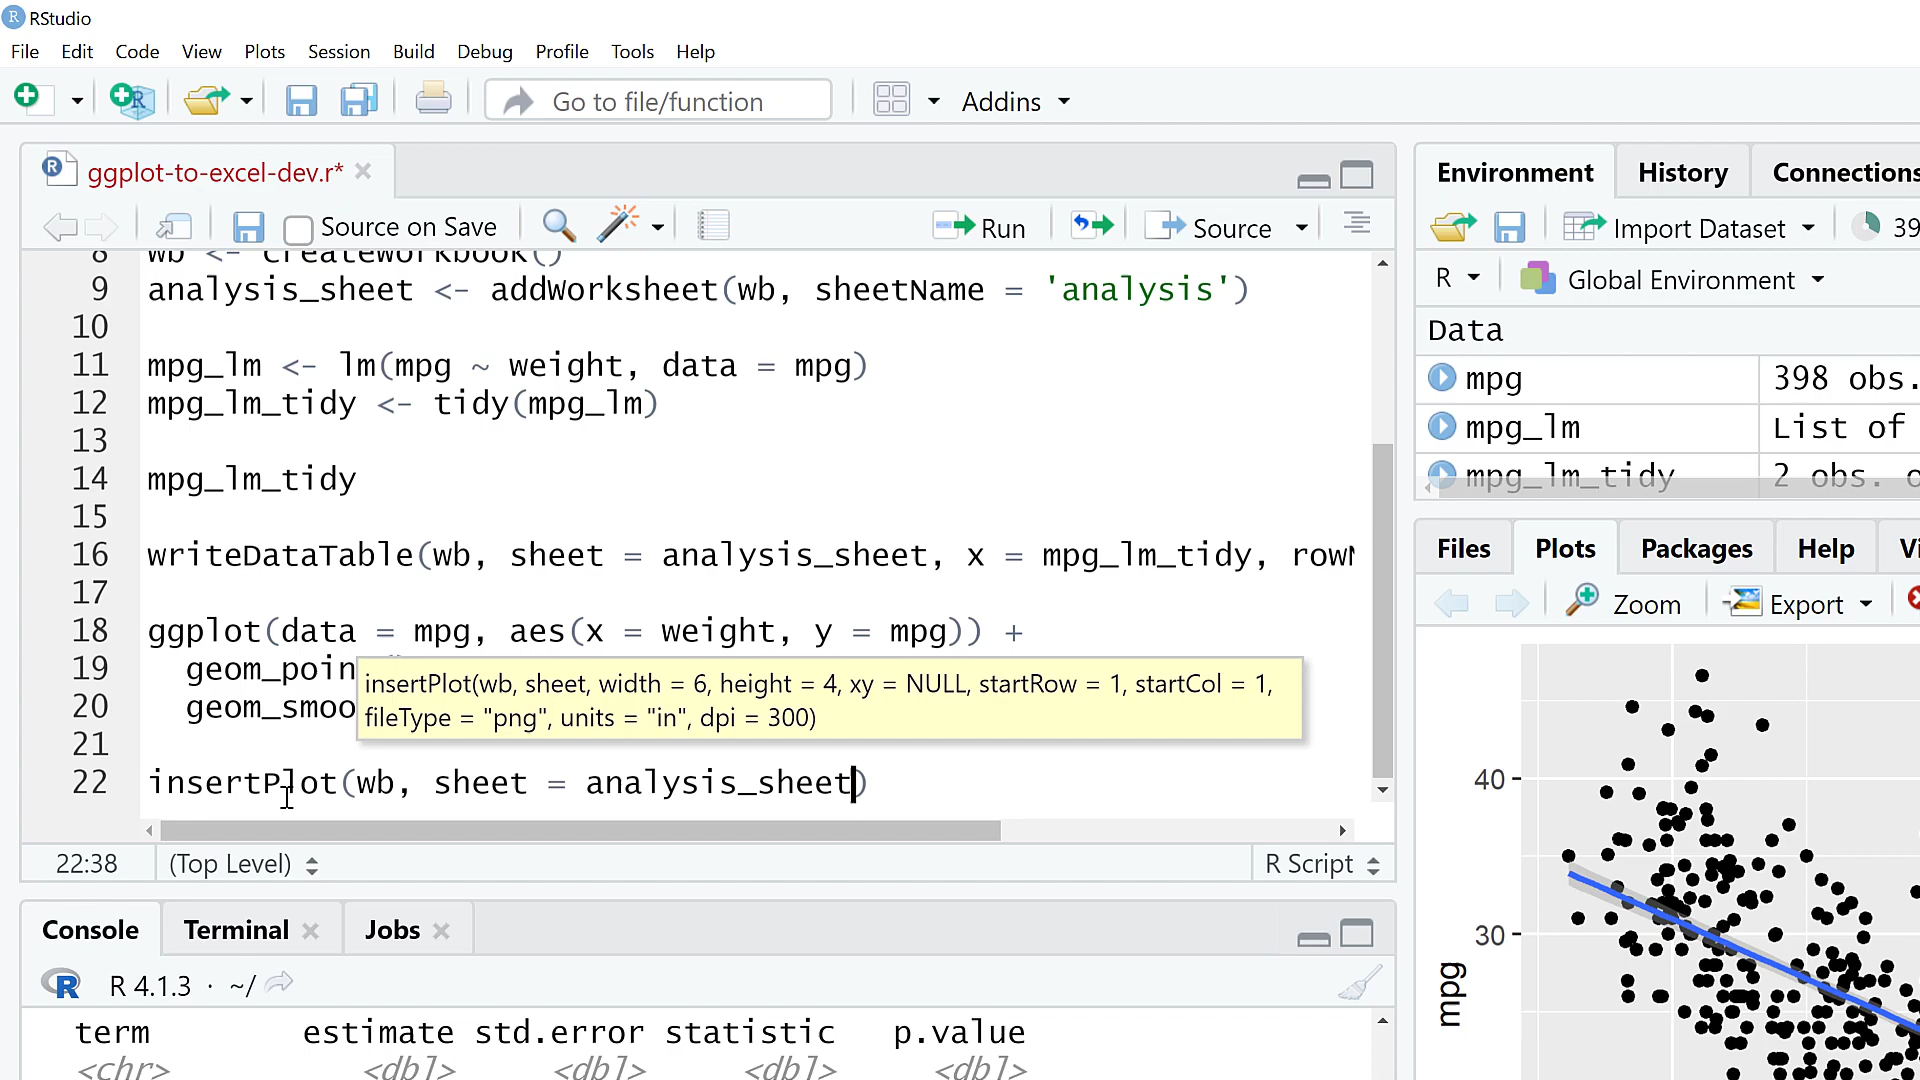 RStudio
File Edit Code View Plots Session Build Debug Profile Tools Help
Go to file/function Addins
ggplot-to-excel-dev.r*
Source on Save Run Source
8 wb <- createWorkbook()
9 analysis_sheet <- addWorksheet(wb, sheetName = 'analysis')
10
11 mpg_lm <- lm(mpg ~ weight, data = mpg)
12 mpg_lm_tidy <- tidy(mpg_lm)
13
14 mpg_lm_tidy
15
16 writeDataTable(wb, sheet = analysis_sheet, x = mpg_lm_tidy, rowN
17
18 ggplot(data = mpg, aes(x = weight, y = mpg)) +
19 geom_poin
insertPlot(wb, sheet, width = 6, height = 4, xy = NULL, startRow = 1, startCol = 1,
20 geom_smoo
fileType = "png", units = "in", dpi = 300)
21
22 insertPlot(wb, sheet = analysis_sheet)
22:38 (Top Level) R Script
Console Terminal Jobs
R 4.1.3 · ~/
term estimate std.error statistic p.value
<chr> <dbl> <dbl> <dbl> <dbl>
Environment History Connections
Import Dataset 39
R Global Environment
Data
mpg 398 obs.
mpg_lm List of
mpg_lm_tidy 2 obs. o
Files Plots Packages Help Vi
Zoom Export
40
30
mpg